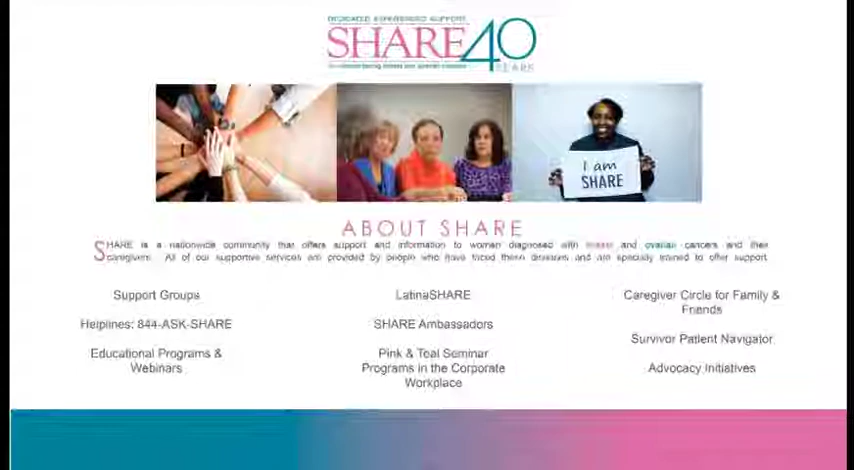 DEDICATED. EXPERIENCED. SUPPORT.
SHARE 40
YEARS
I am
SHARE
ABOUT SHARE
SHARE is a nationwide community that offers support and information to women diagnosed with breast and ovarian cancers and their
caregivers. All of our supportive services are provided by people who have faced these diseases and are specially trained to offer support.
Support Groups
Helplines: 844-ASK-SHARE
Educational Programs &
Webinars
LatinaSHARE
SHARE Ambassadors
Pink & Teal Seminar
Programs in the Corporate
Workplace
Caregiver Circle for Family &
Friends
Survivor Patient Navigator
Advocacy Initiatives